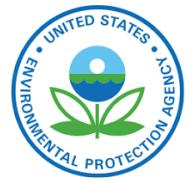 UNITED STATES
ENVIRONMENTAL PROTECTION AGENCY